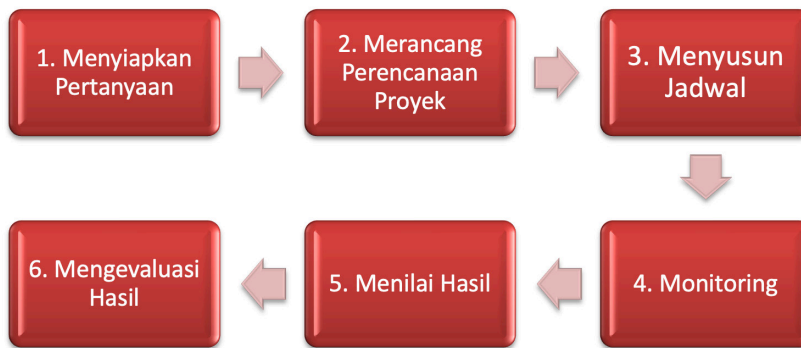 1. Menyiapkan
Pertanyaan
2. Merancang
Perencanaan
Proyek
3. Menyusun
Jadwal
4. Monitoring
5. Menilai Hasil
6. Mengevaluasi
Hasil